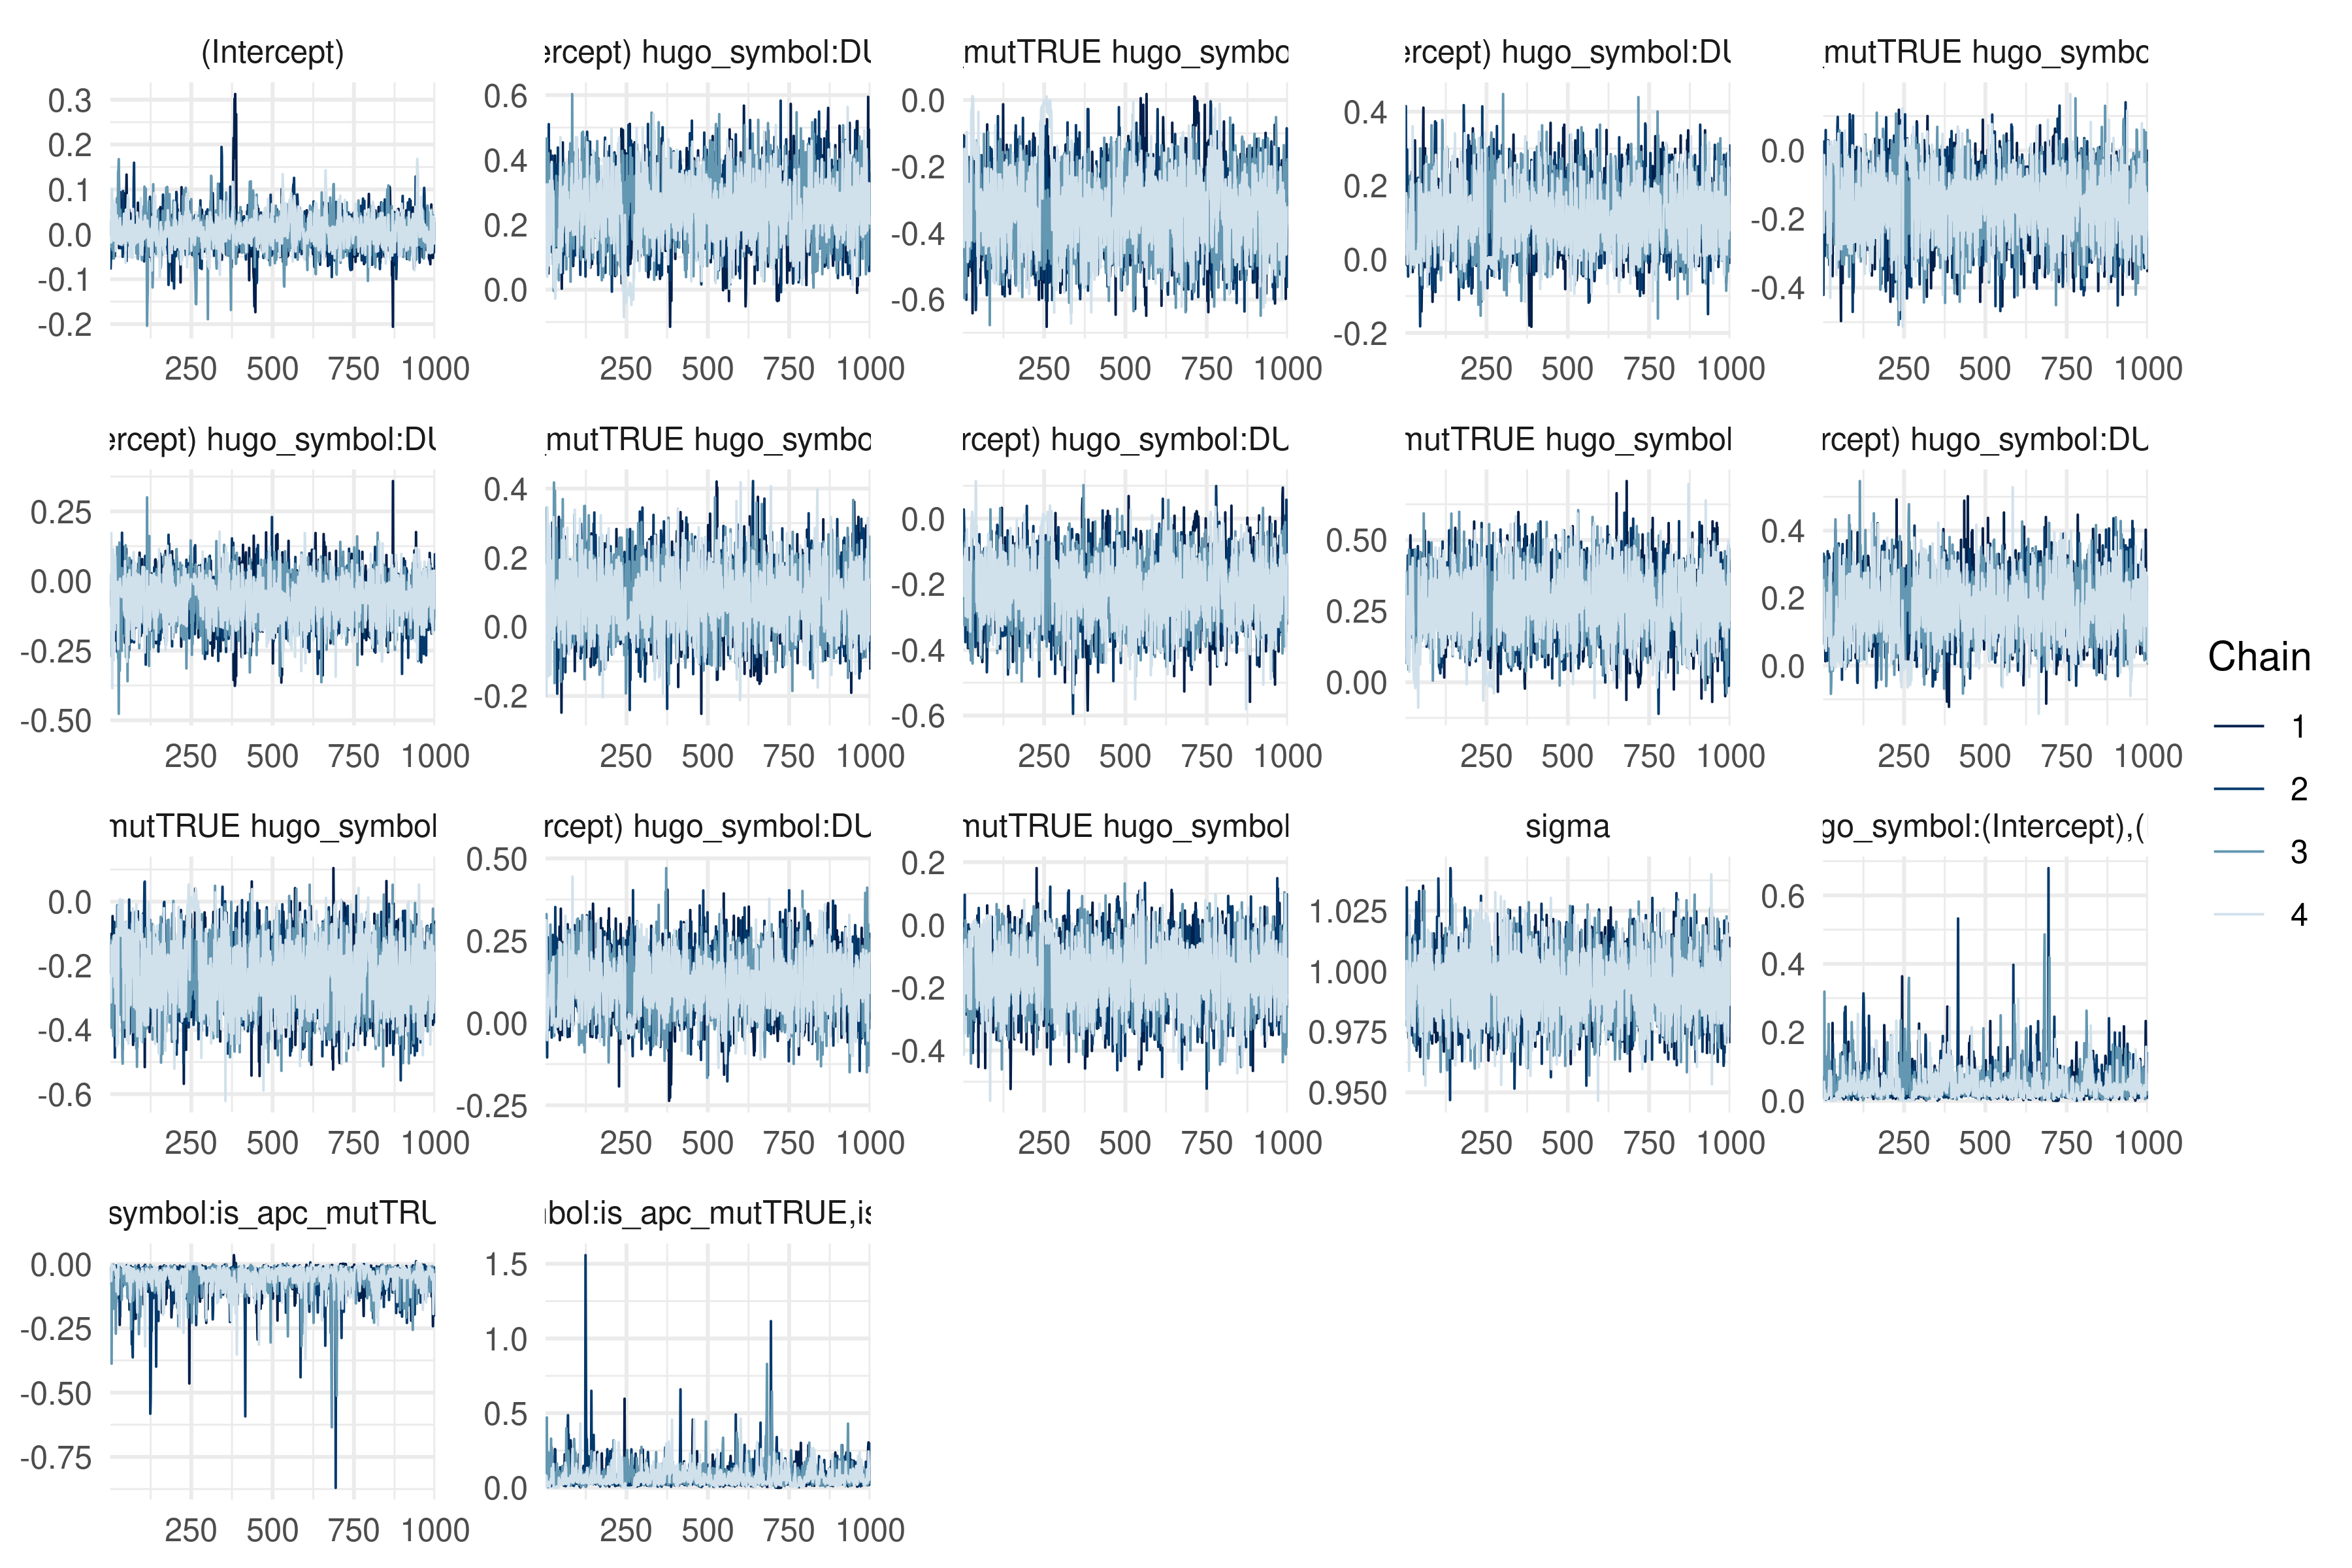 (Intercept)
ercept) hugo_symbol:DU
_mutTRUE hugo_symbo
ercept) hugo_symbol:DU
_mutTRUE hugo_symbo
0.3
0.2
0.1
0.0
-0.1
-0.2
250 500 750 1000
0.6
0.4
0.2
0.0
250 500 750 1000
0.0
-0.2
-0.4
-0.6
250 500 750 1000
0.4
0.2
0.0
-0.2
250 500 750 1000
0.0
-0.2
-0.4
250 500 750 1000
ercept) hugo_symbol:DU
_mutTRUE hugo_symbo
rcept) hugo_symbol:DU
mutTRUE hugo_symbol
rcept) hugo_symbol:DU
0.25
0.00
-0.25
-0.50
250 500 750 1000
0.4
0.2
0.0
-0.2
250 500 750 1000
0.0
-0.2
-0.4
-0.6
250 500 750 1000
0.50
0.25
0.00
250 500 750 1000
0.4
0.2
0.0
250 500 750 1000
mutTRUE hugo_symbol
rcept) hugo_symbol:DU
mutTRUE hugo_symbol
sigma
go_symbol:(Intercept),(
0.0
-0.2
-0.4
-0.6
250 500 750 1000
0.50
0.25
0.00
-0.25
250 500 750 1000
0.2
0.0
-0.2
-0.4
250 500 750 1000
1.025
1.000
0.975
0.950
250 500 750 1000
0.6
0.4
0.2
0.0
250 500 750 1000
symbol:is_apc_mutTRU
bol:is_apc_mutTRUE,is
0.00
-0.25
-0.50
-0.75
250 500 750 1000
1.5
1.0
0.5
0.0
250 500 750 1000
Chain
1
2
3
4